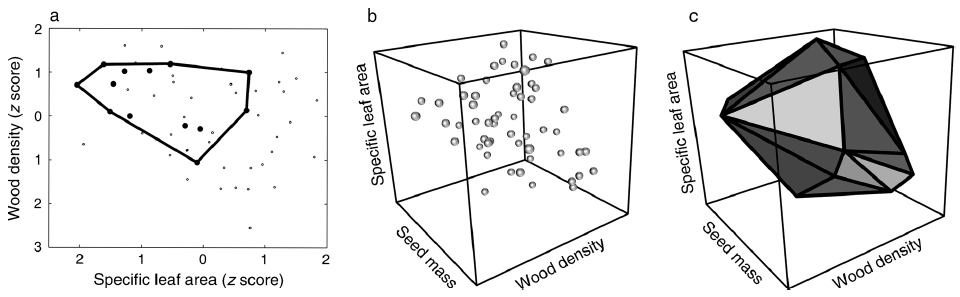 a
2
1
0
1
2
3
Wood density (z score)
2
1
0
1
2
Specific leaf area (z score)
b
Specific leaf area
Seed mass
Wood density
c
Specific leaf area
Seed mass
Wood density